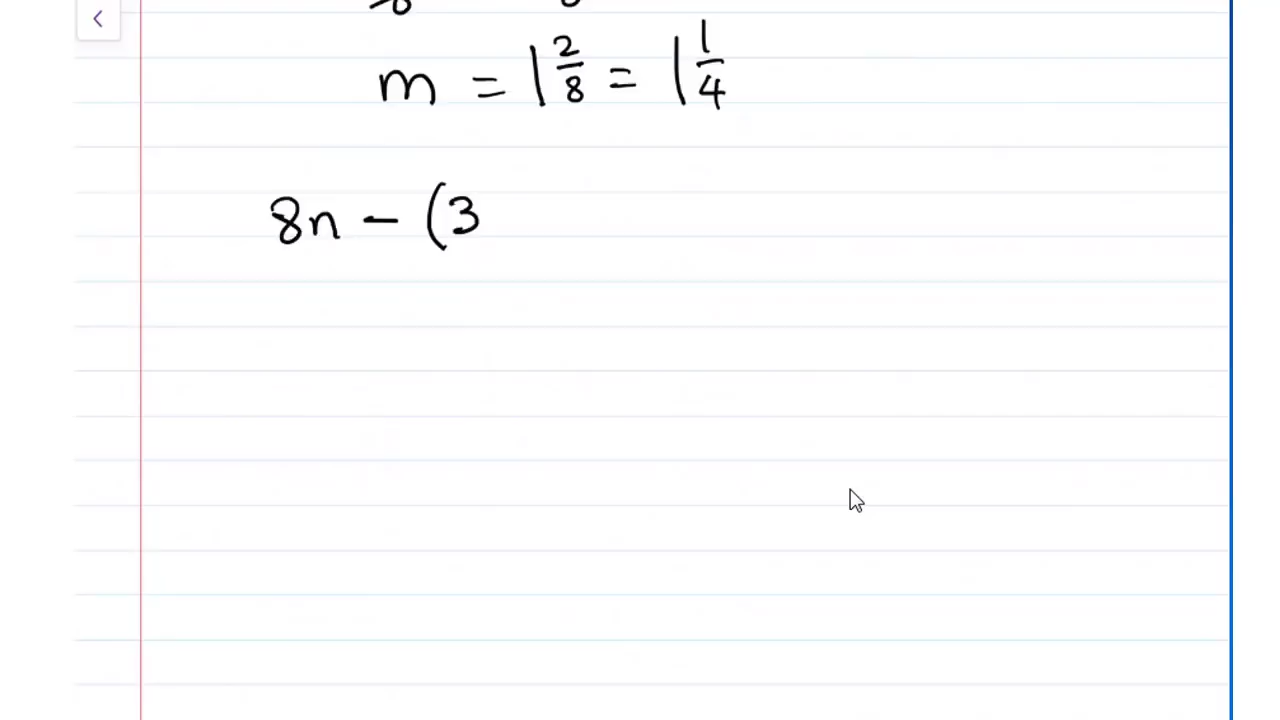 m = 1 2/8 = 1 1/4
8n - (3